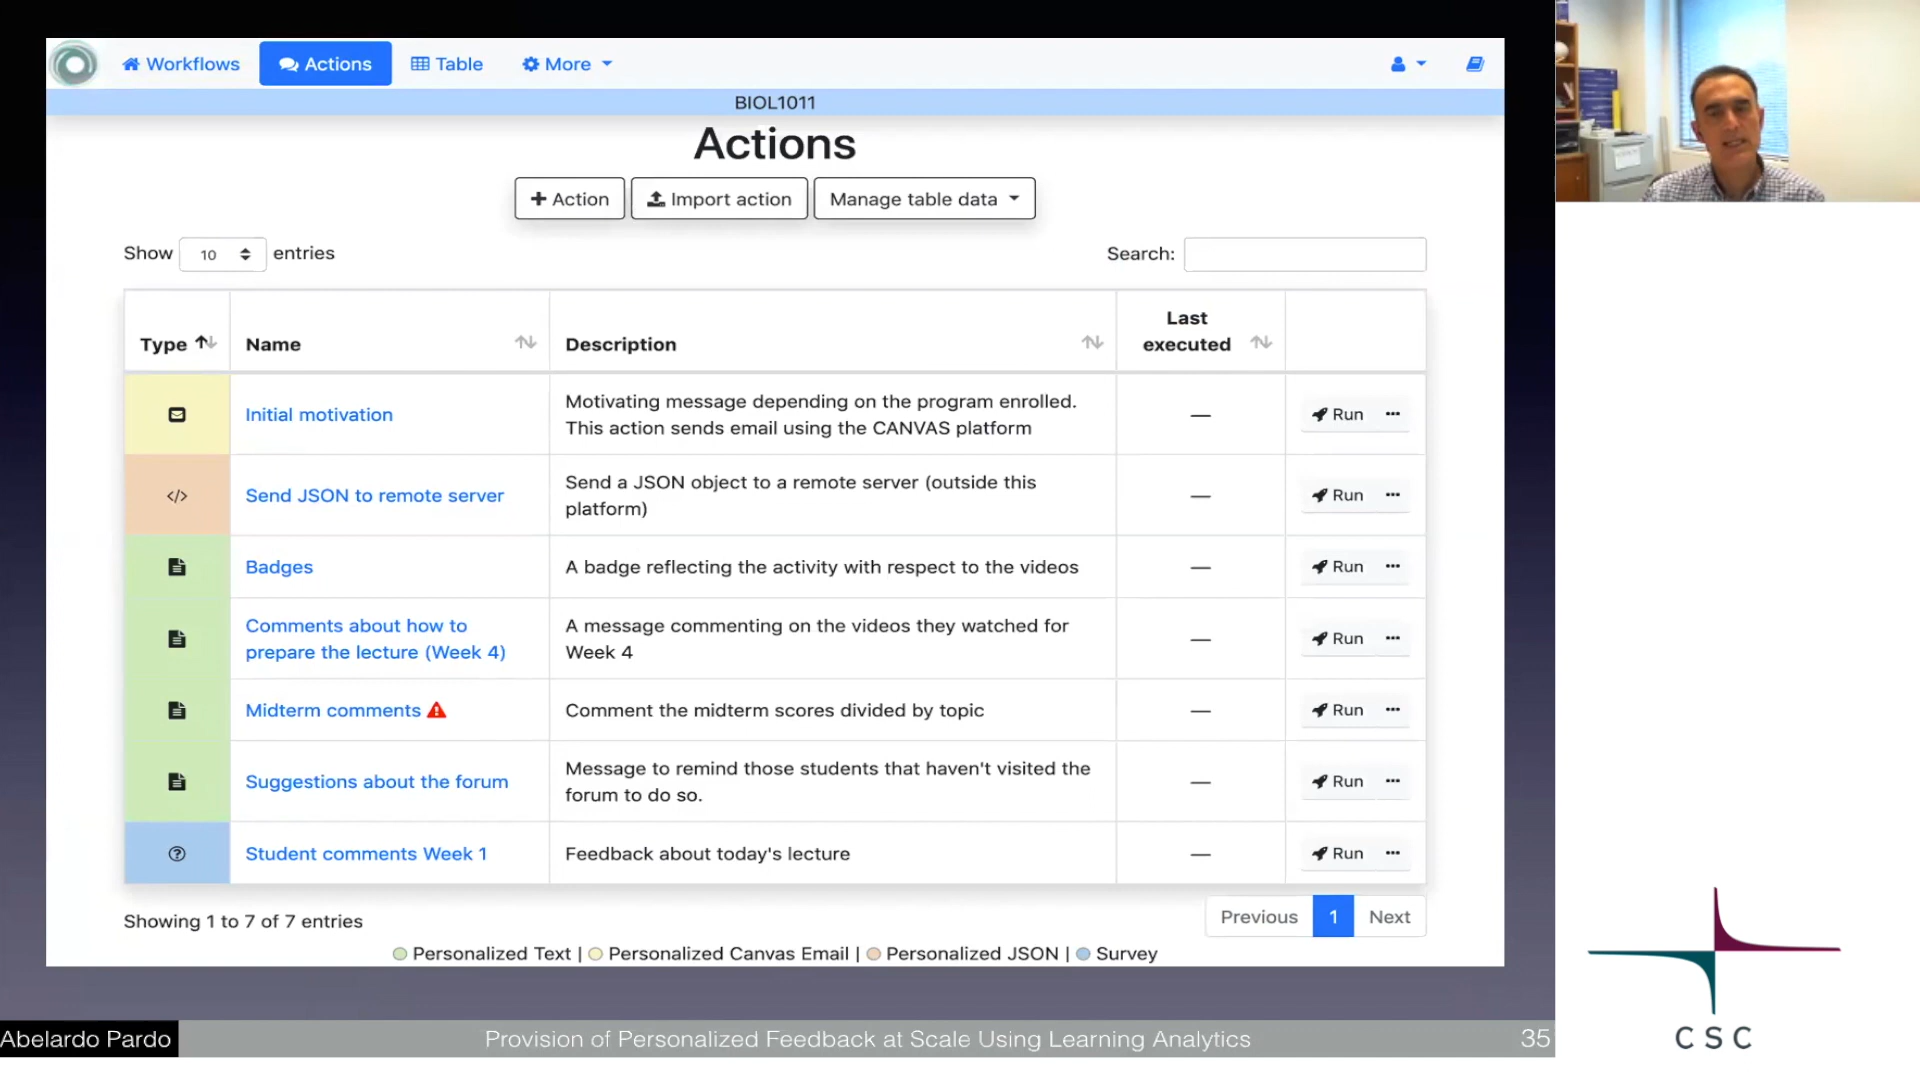 Workflows Actions Table More
BIOL1011
Actions
+ Action Import action Manage table data
Show 10 entries Search:
Type Name Description Last executed
Initial motivation
Motivating message depending on the program enrolled.
This action sends email using the CANVAS platform
— Run ···
</> Send JSON to remote server
Send a JSON object to a remote server (outside this
platform)
— Run ···
Badges A badge reflecting the activity with respect to the videos — Run ···
Comments about how to
prepare the lecture (Week 4)
A message commenting on the videos they watched for
Week 4
— Run ···
Midterm comments Comment the midterm scores divided by topic — Run ···
Suggestions about the forum
Message to remind those students that haven't visited the
forum to do so.
— Run ···
Student comments Week 1 Feedback about today's lecture — Run ···
Showing 1 to 7 of 7 entries
Previous 1 Next
Personalized Text | Personalized Canvas Email | Personalized JSON | Survey
Abelardo Pardo Provision of Personalized Feedback at Scale Using Learning Analytics 35
CSC